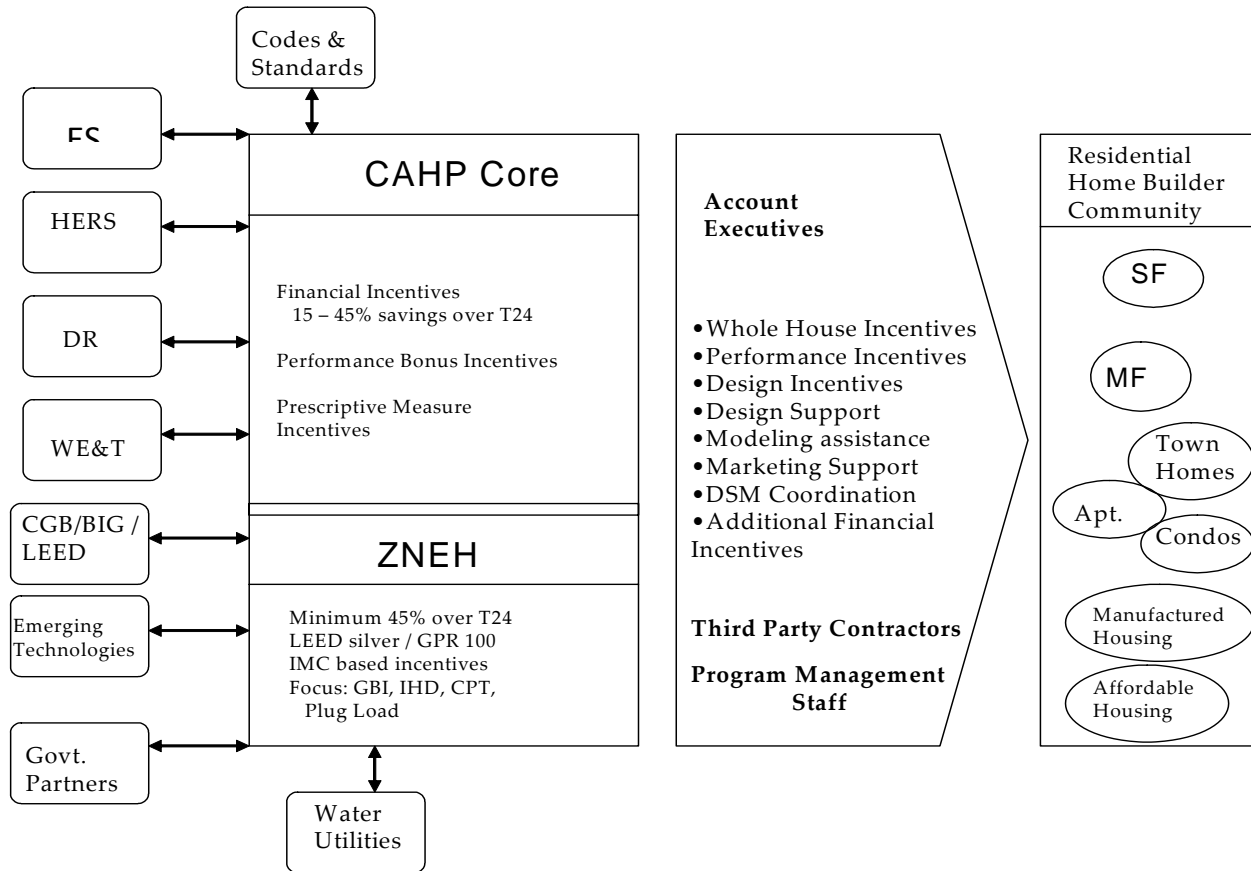 Codes &
Standards
HERS
DR
WE&T
CGB/BIG /
LEED
Emerging
Technologies
Govt.
Partners
CAHP Core
Financial Incentives
15 – 45% savings over T24
Performance Bonus Incentives
Prescriptive Measure
Incentives
ZNEH
Minimum 45% over T24
LEED silver / GPR 100
IMC based incentives
Focus: GBI, IHD, CPT,
Plug Load
Water
Utilities
Account
Executives
•Whole House Incentives
•Performance Incentives
•Design Incentives
•Design Support
•Modeling assistance
•Marketing Support
•DSM Coordination
•Additional Financial
Incentives
Third Party Contractors
Program Management
Staff
Residential
Home Builder
Community
SF
MF
Town
Homes
Apt.
Condos
Manufactured
Housing
Affordable
Housing